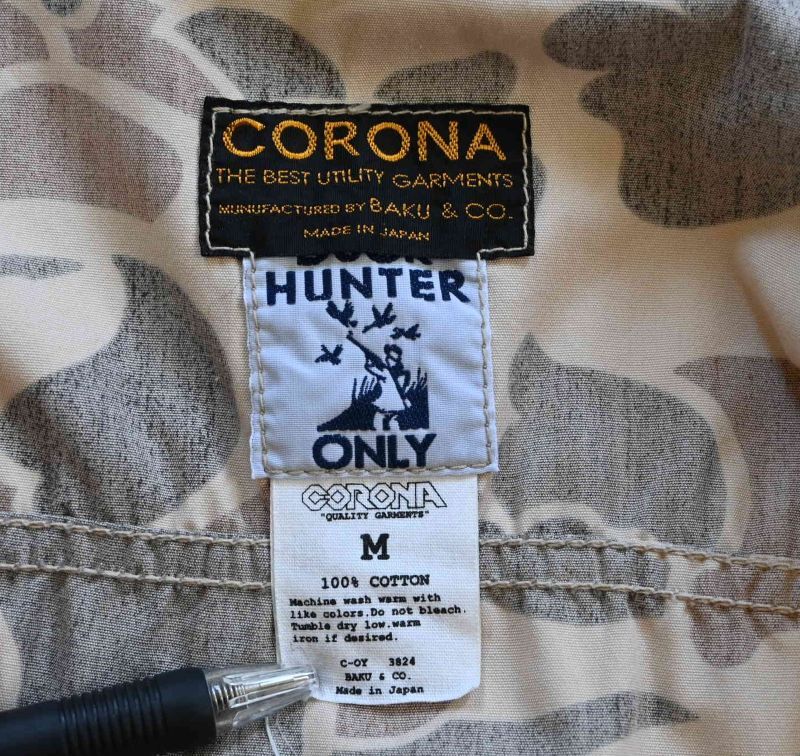 CORONA
THE BEST UTILITY GARMENTS
MUNUFACTURED BY BAKU & CO.
MADE IN JAPAN
HUNTER
ONLY
CORONA
"QUALITY GARMENTS"
M
100% COTTON
Machine wash warm with
like colors.Do not bleach.
Tumble dry low.warm
iron if desired.
C-OY 3824
BAKU & CO.
Made in Japan